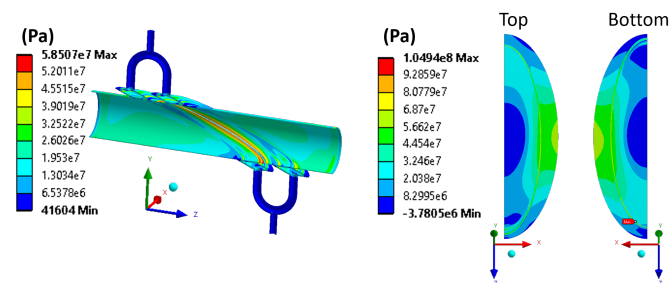 (Pa)
5.8507e7 Max
5.2011e7
4.5515e7
3.9019e7
3.2522e7
2.6026e7
1.953e7
1.3034e7
6.5378e6
41604 Min
Y
X
Z
(Pa)
1.0494e8 Max
9.2859e7
8.0779e7
6.87e7
5.662e7
4.454e7
3.246e7
2.038e7
8.2995e6
-3.7805e6 Min
Top
Bottom
Y
X
Z
X
Y
Z